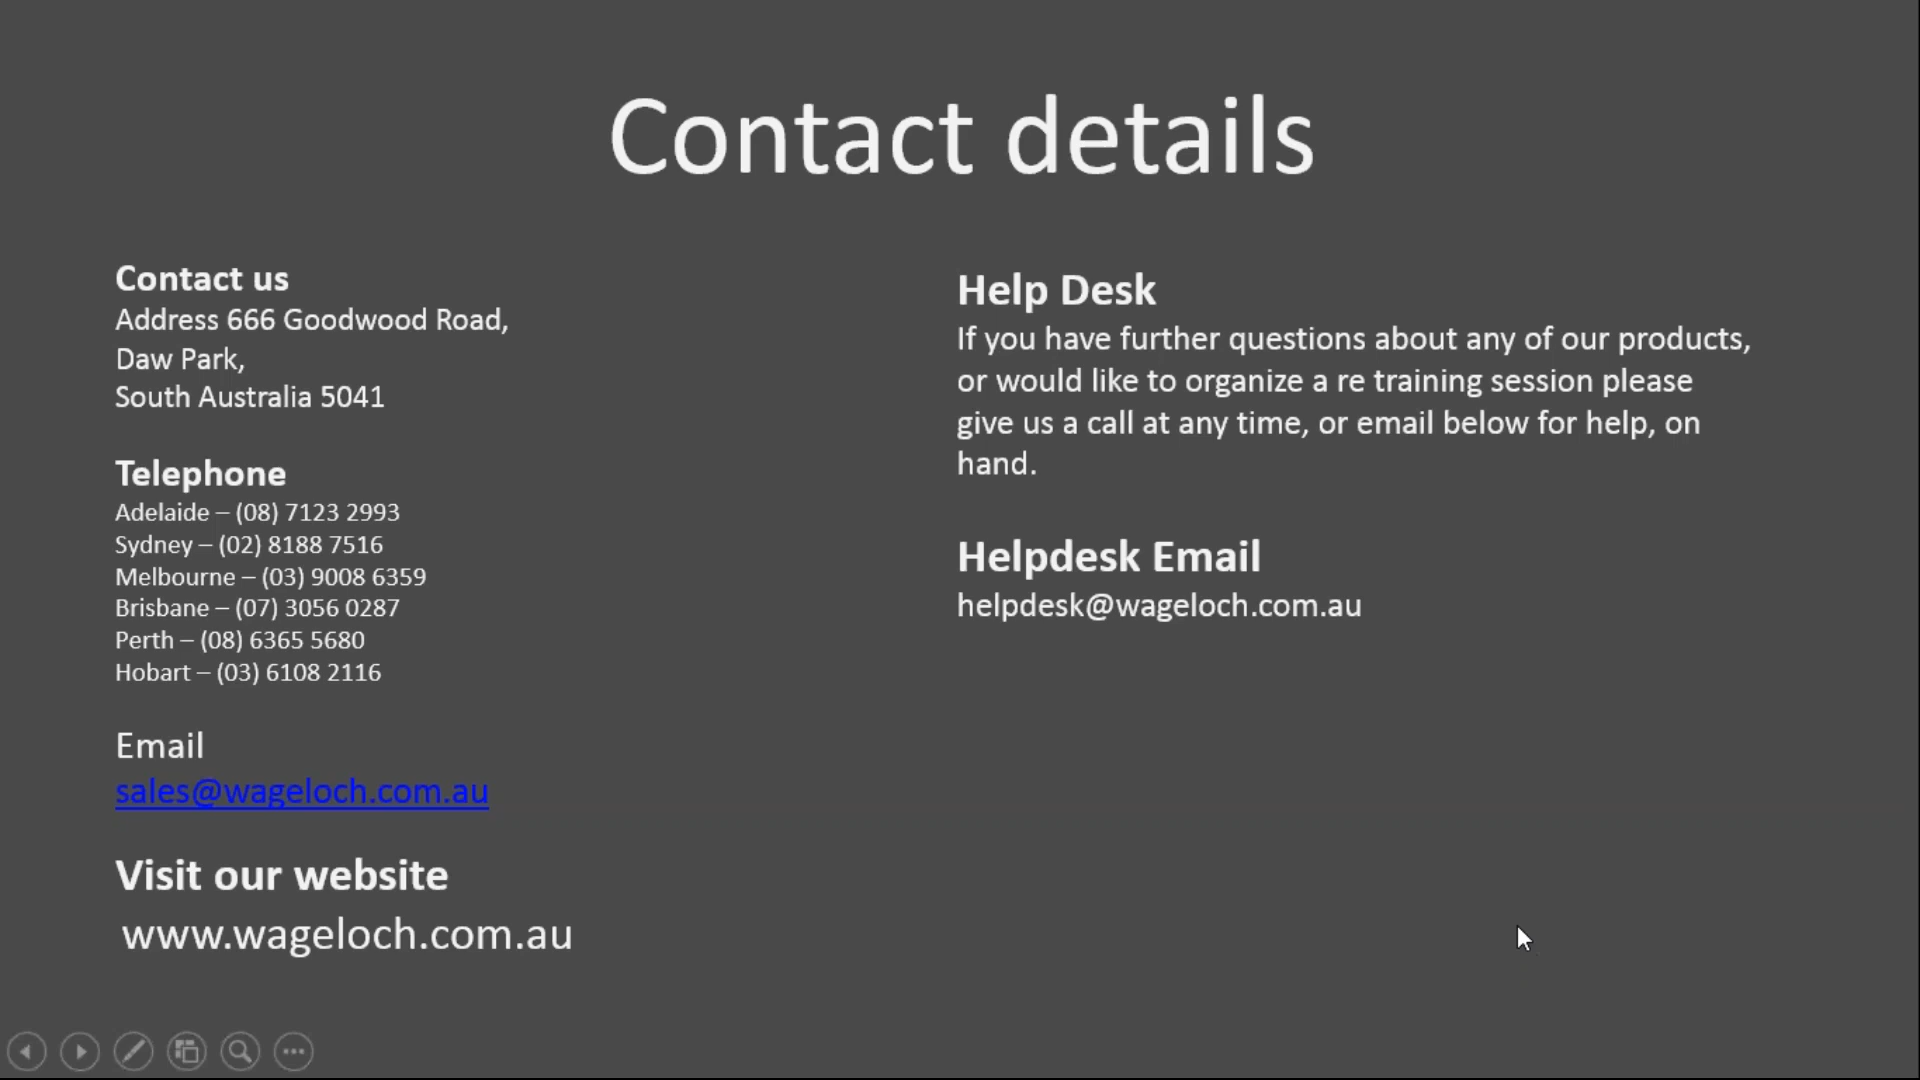 Contact details
Contact us
Address 666 Goodwood Road,
Daw Park,
South Australia 5041
Telephone
Adelaide – (08) 7123 2993
Sydney – (02) 8188 7516
Melbourne – (03) 9008 6359
Brisbane – (07) 3056 0287
Perth – (08) 6365 5680
Hobart – (03) 6108 2116
Email
sales@wageloch.com.au
Visit our website
www.wageloch.com.au
Help Desk
If you have further questions about any of our products,
or would like to organize a re training session please
give us a call at any time, or email below for help, on
hand.
Helpdesk Email
helpdesk@wageloch.com.au